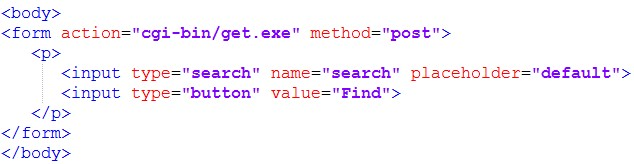 <body>
<form action="cgi-bin/get.exe" method="post">
<p>
<input type="search" name="search" placeholder="default">
<input type="button" value="Find">
</p>
</form>
</body>